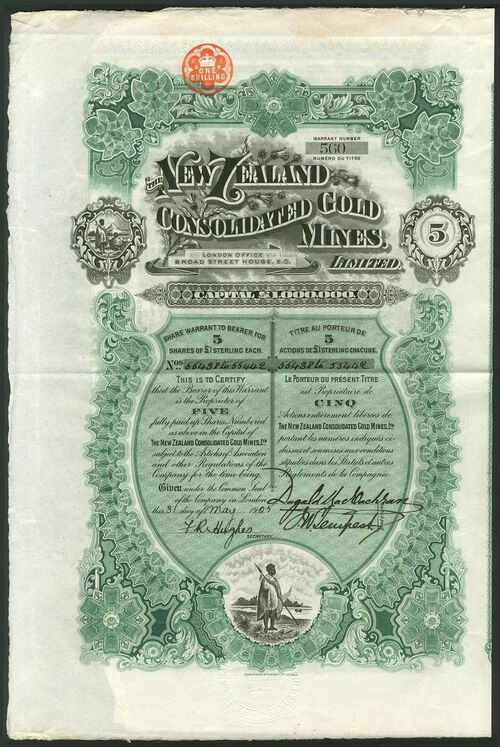 ONE
SHILLING
WARRANT NUMBER
560
NUMÉRO DU TITRE
THE NEW ZEALAND
CONSOLIDATED GOLD
MINES,
LIMITED.
LONDON OFFICE
BROAD STREET HOUSE, E.C.
5
CAPITAL £1,000,000.
SHARE WARRANT TO BEARER FOR
5
SHARES OF £1 STERLING EACH.
Nos. 55438 to 55442
THIS IS TO CERTIFY
that the Bearer of this Warrant
is the Proprietor of
FIVE
fully paid up Shares, Numbered
as above in the Capital of
THE NEW ZEALAND CONSOLIDATED GOLD MINES, LTD
subject to the Articles of Association
and other Regulations of the
Company for the time being.
Given under the Common Seal
of the Company in London
this 31 day of May 1905
F. R. Hughes
SECRETARY.
TITRE AU PORTEUR DE
5
ACTIONS DE £1 STERLING CHACUNE.
55438 to 55442
LE PORTEUR DU PRÉSENT TITRE
est Propriétaire de
CINQ
Actions entièrement libérées de
THE NEW ZEALAND CONSOLIDATED GOLD MINES, LTD
portant les numéros indiqués ci-
dessus et soumises aux conditions
stipulées dans les Statuts et autres
Règlements de la Compagnie.